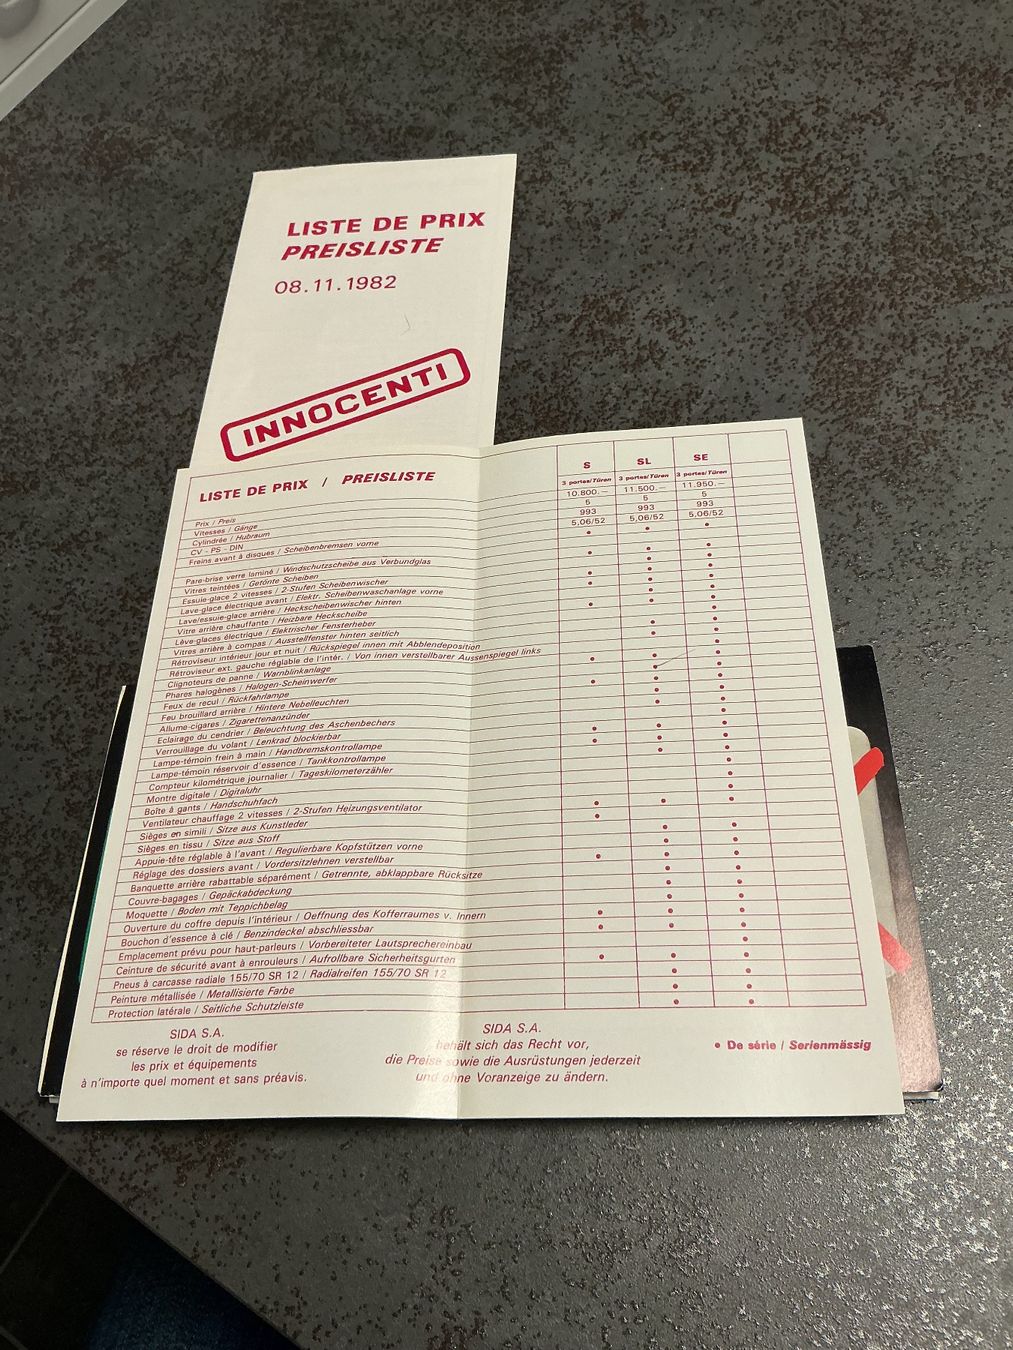 LISTE DE PRIX
PREISLISTE
08.11.1982
INNOCENTI
LISTE DE PRIX / PREISLISTE
S SL SE
3 portes/Türen 3 portes/Türen 3 portes/Türen
Prix / Preis 10.800.— 11.500.— 11.950.—
Vitesses / Gänge 5 5 5
Cylindrée / Hubraum 993 993 993
CV - PS - DIN 5,06/52 5,06/52 5,06/52
Freins avant à disques / Scheibenbremsen vorne
Pare-brise verre laminé / Windschutzscheibe aus Verbundglas
Vitres teintées / Getönte Scheiben
Essuie-glace 2 vitesses / 2-Stufen Scheibenwischer
Lave-glace électrique avant / Elektr. Scheibenwaschanlage vorne
Lave/essuie-glace arrière / Heckscheibenwischer hinten
Vitre arrière chauffante / Heizbare Heckscheibe
Lève-glaces électrique / Elektrischer Fensterheber
Vitres arrière à compas / Ausstellfenster hinten seitlich
Rétroviseur intérieur jour et nuit / Rückspiegel innen mit Abblendeposition
Rétroviseur ext. gauche réglable de l'intér. / Von innen verstellbarer Aussenspiegel links
Clignoteurs de panne / Warnblinkanlage
Phares halogènes / Halogen-Scheinwerfer
Feux de recul / Rückfahrlampe
Feu brouillard arrière / Hintere Nebelleuchten
Allume-cigares / Zigarettenanzünder
Eclairage du cendrier / Beleuchtung des Aschenbechers
Verrouillage du volant / Lenkrad blockierbar
Lampe-témoin frein à main / Handbremskontrollampe
Lampe-témoin réservoir d'essence / Tankkontrollampe
Compteur kilométrique journalier / Tageskilometerzähler
Montre digitale / Digitaluhr
Boîte à gants / Handschuhfach
Ventilateur chauffage 2 vitesses / 2-Stufen Heizungsventilator
Sièges en simili / Sitze aus Kunstleder
Sièges en tissu / Sitze aus Stoff
Appuie-tête réglable à l'avant / Regulierbare Kopfstützen vorne
Réglage des dossiers avant / Vordersitzlehnen verstellbar
Banquette arrière rabattable séparément / Getrennte, abklappbare Rücksitze
Couvre-bagages / Gepäckabdeckung
Moquette / Boden mit Teppichbelag
Ouverture du coffre depuis l'intérieur / Oeffnung des Kofferraumes v. Innern
Bouchon d'essence à clé / Benzindeckel abschliessbar
Emplacement prévu pour haut-parleurs / Vorbereiteter Lautsprechereinbau
Ceinture de sécurité avant à enrouleurs / Aufrollbare Sicherheitsgurten
Pneus à carcasse radiale 155/70 SR 12 / Radialreifen 155/70 SR 12
Peinture métallisée / Metallisierte Farbe
Protection latérale / Seitliche Schutzleiste
SIDA S.A.
se réserve le droit de modifier
les prix et équipements
à n'importe quel moment et sans préavis.
SIDA S.A.
behält sich das Recht vor,
die Preise sowie die Ausrüstungen jederzeit
und ohne Voranzeige zu ändern.
• De série / Serienmässig